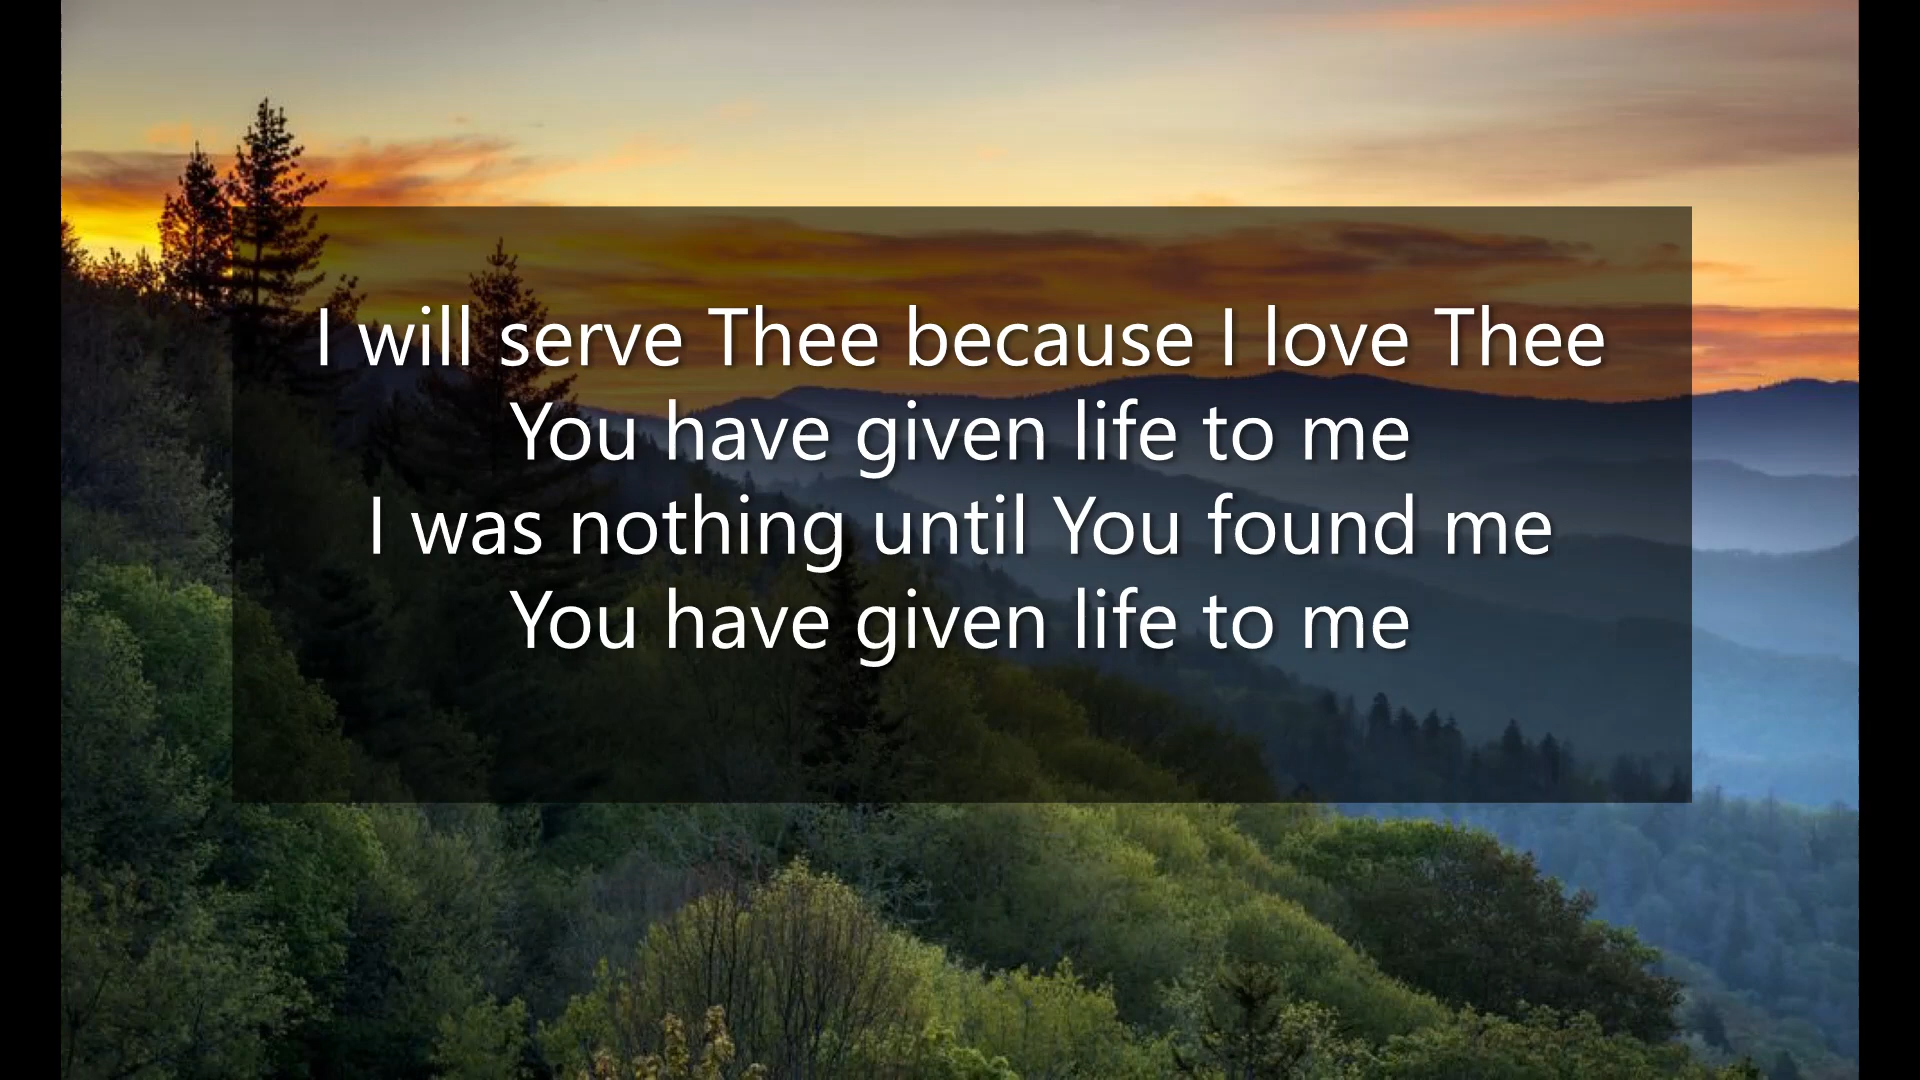 I will serve Thee because I love Thee
You have given life to me
I was nothing until You found me
You have given life to me